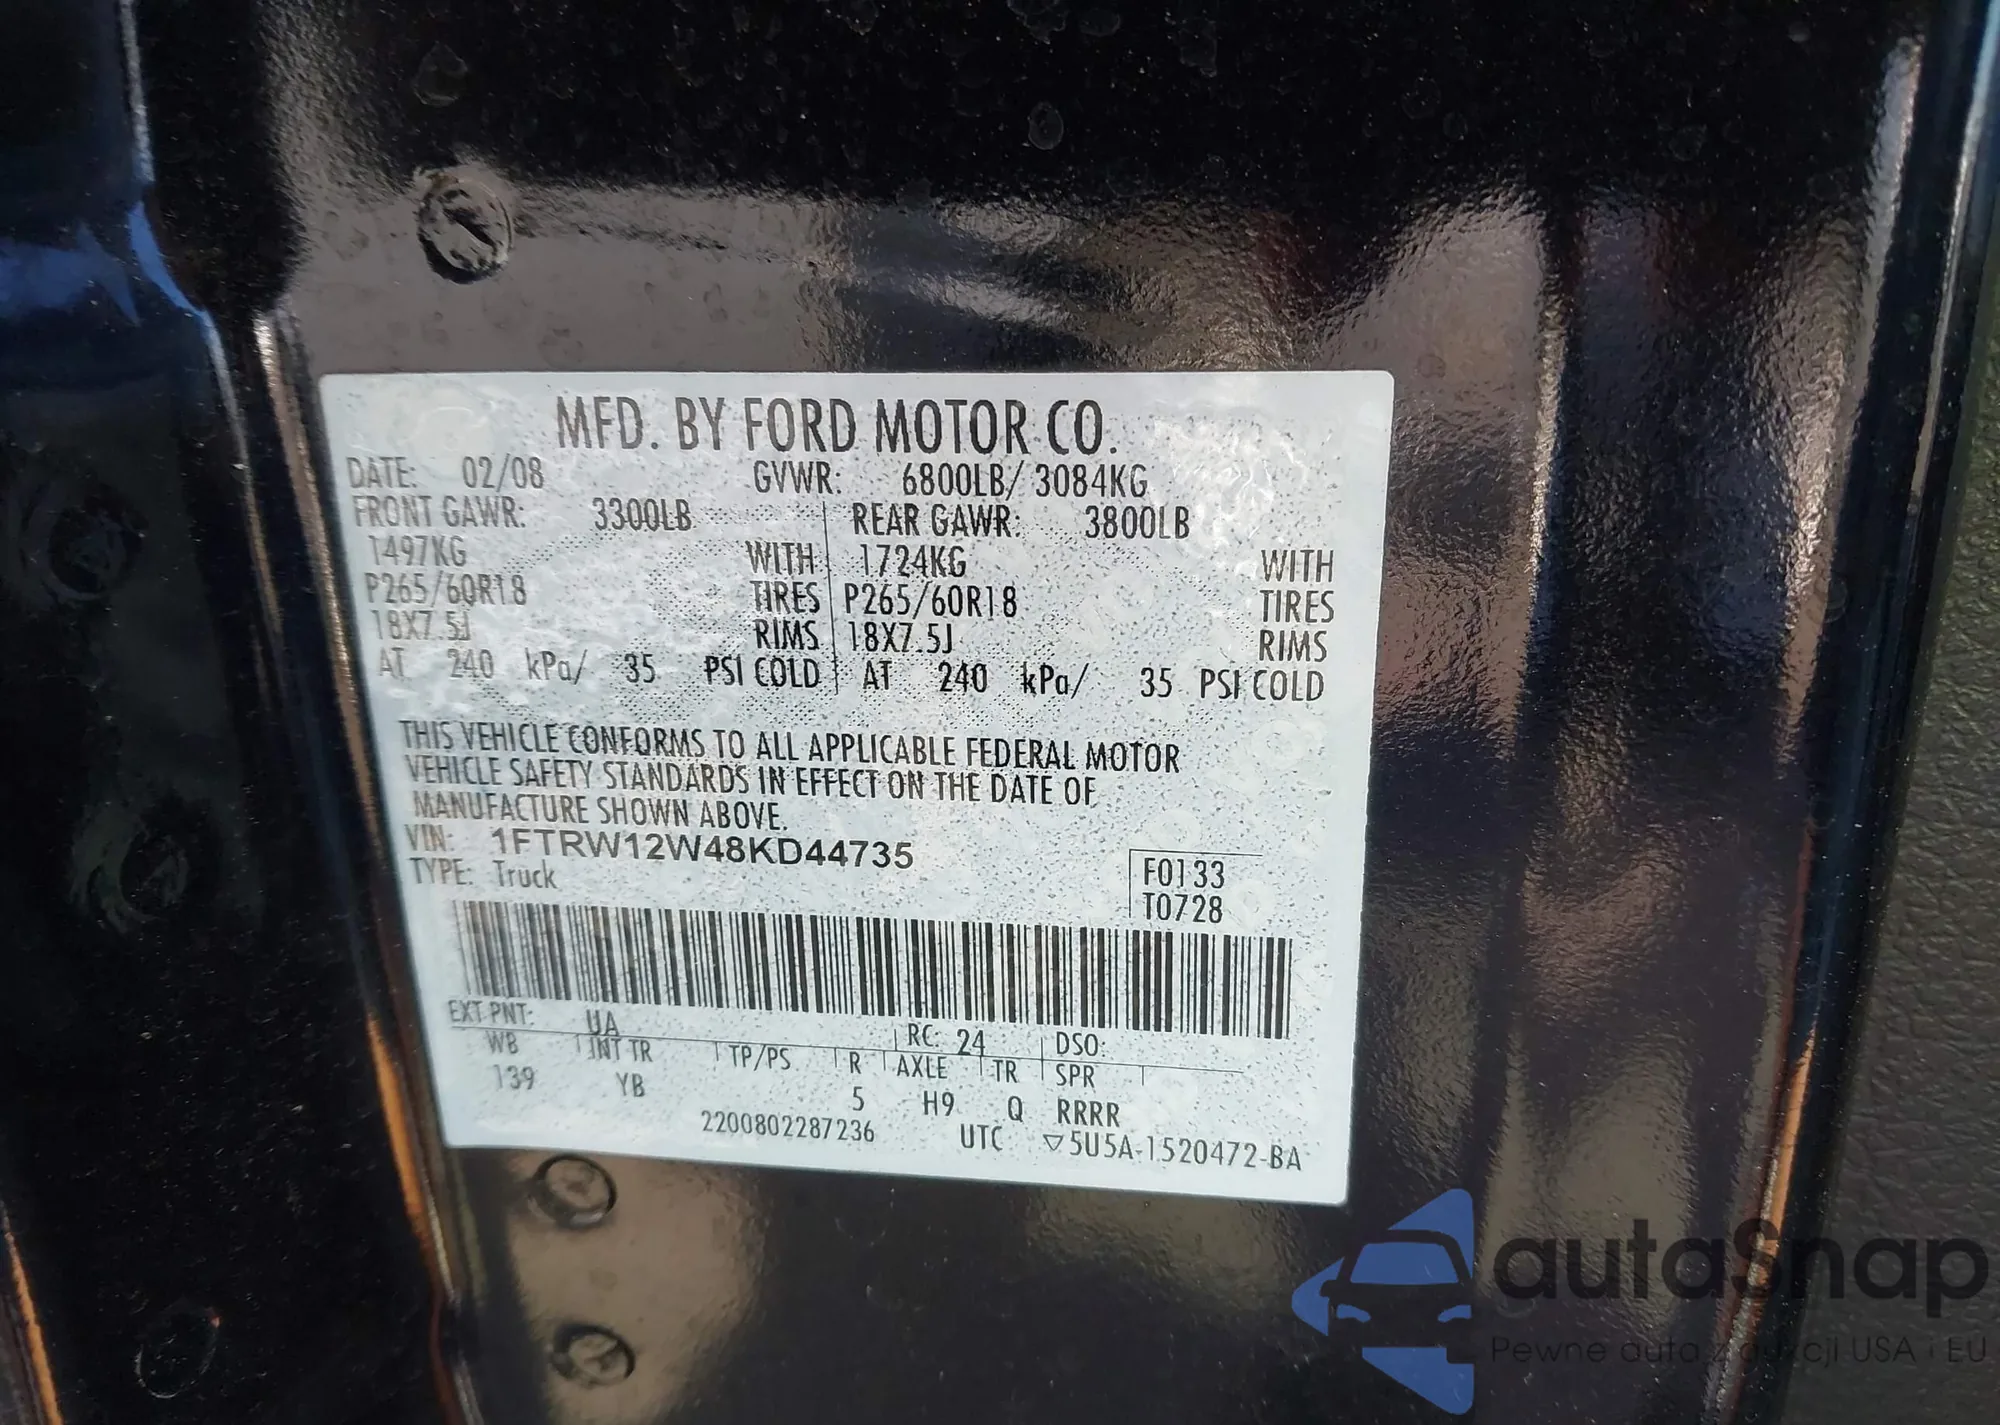 MFD. BY FORD MOTOR CO.
DATE: 02/08 GVWR: 6800LB/ 3084KG
FRONT GAWR: 3300LB REAR GAWR: 3800LB
1497KG WITH 1724KG WITH
P265/60R18 TIRES P265/60R18 TIRES
18X7.5J RIMS 18X7.5J RIMS
AT 240 kPa/ 35 PSI COLD AT 240 kPa/ 35 PSI COLD
THIS VEHICLE CONFORMS TO ALL APPLICABLE FEDERAL MOTOR
VEHICLE SAFETY STANDARDS IN EFFECT ON THE DATE OF
MANUFACTURE SHOWN ABOVE.
VIN: 1FTRW12W48KD44735
TYPE: Truck
F0133
T0728
EXT PNT: UA RC: 24 DSO:
WB INT TR TP/PS R AXLE TR SPR
139 YB 5 H9 Q RRRR
2200802287236 UTC ▽5U5A-1520472-BA
autaSnap
Pewne auta z aukcji USA i EU